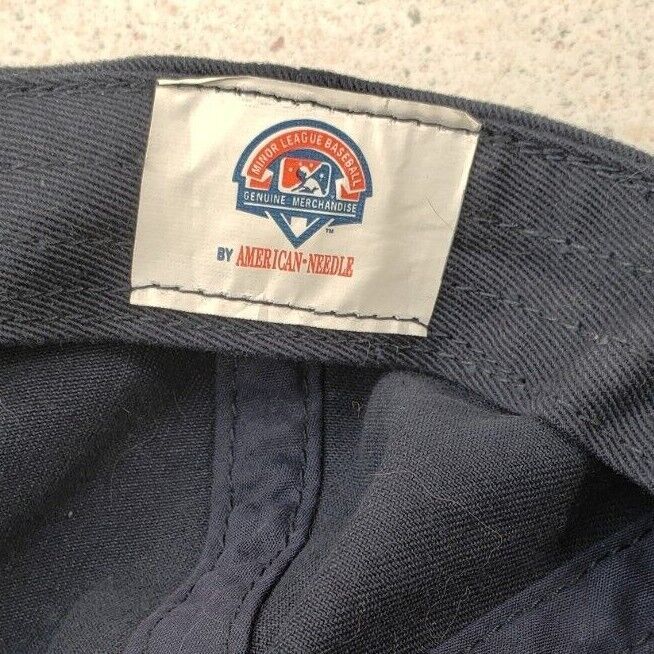 MINOR LEAGUE BASEBALL
GENUINE MERCHANDISE
TM
BY AMERICAN·NEEDLE